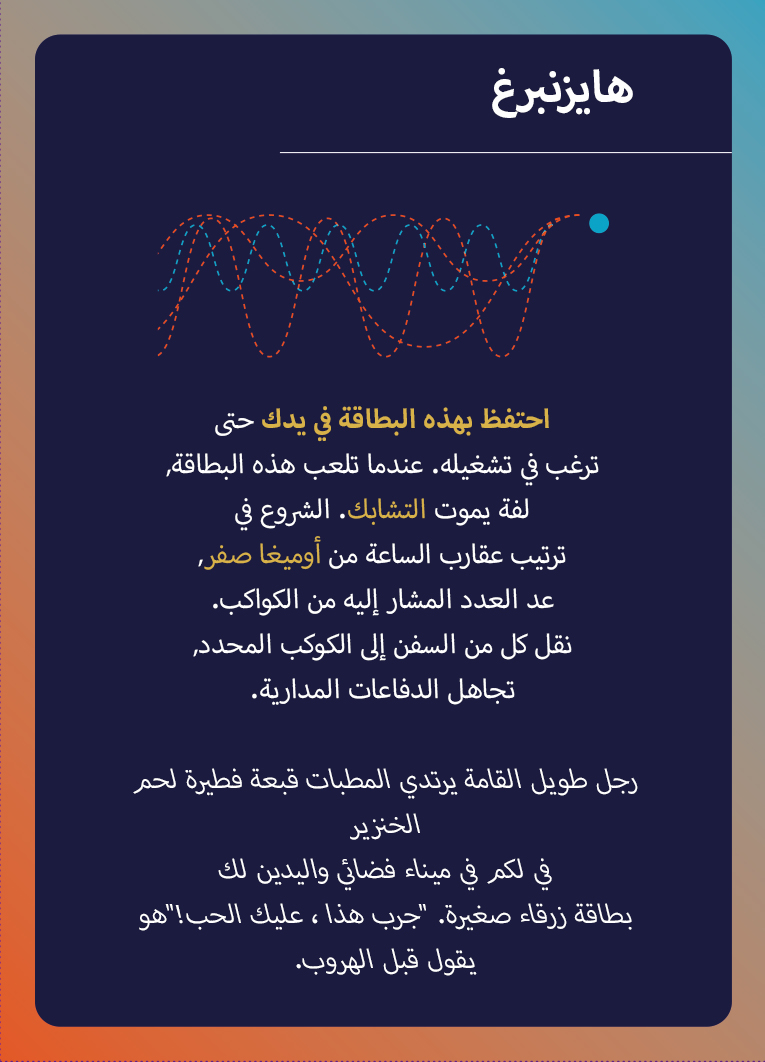 هايزنبرغ
احتفظ بهذه البطاقة في يدك حتى
ترغب في تشغيله. عندما تلعب هذه البطاقة,
لفة يموت التشابك. الشروع في
ترتيب عقارب الساعة من أوميغا صفر,
عد العدد المشار إليه من الكواكب.
نقل كل من السفن إلى الكوكب المحدد,
تجاهل الدفاعات المدارية.
رجل طويل القامة يرتدي المطبات قبعة فطيرة لحم
الخنزير
في لكم في ميناء فضائي واليدين لك
بطاقة زرقاء صغيرة. "جرب هذا ، عليك الحب!"هو
يقول قبل الهروب.